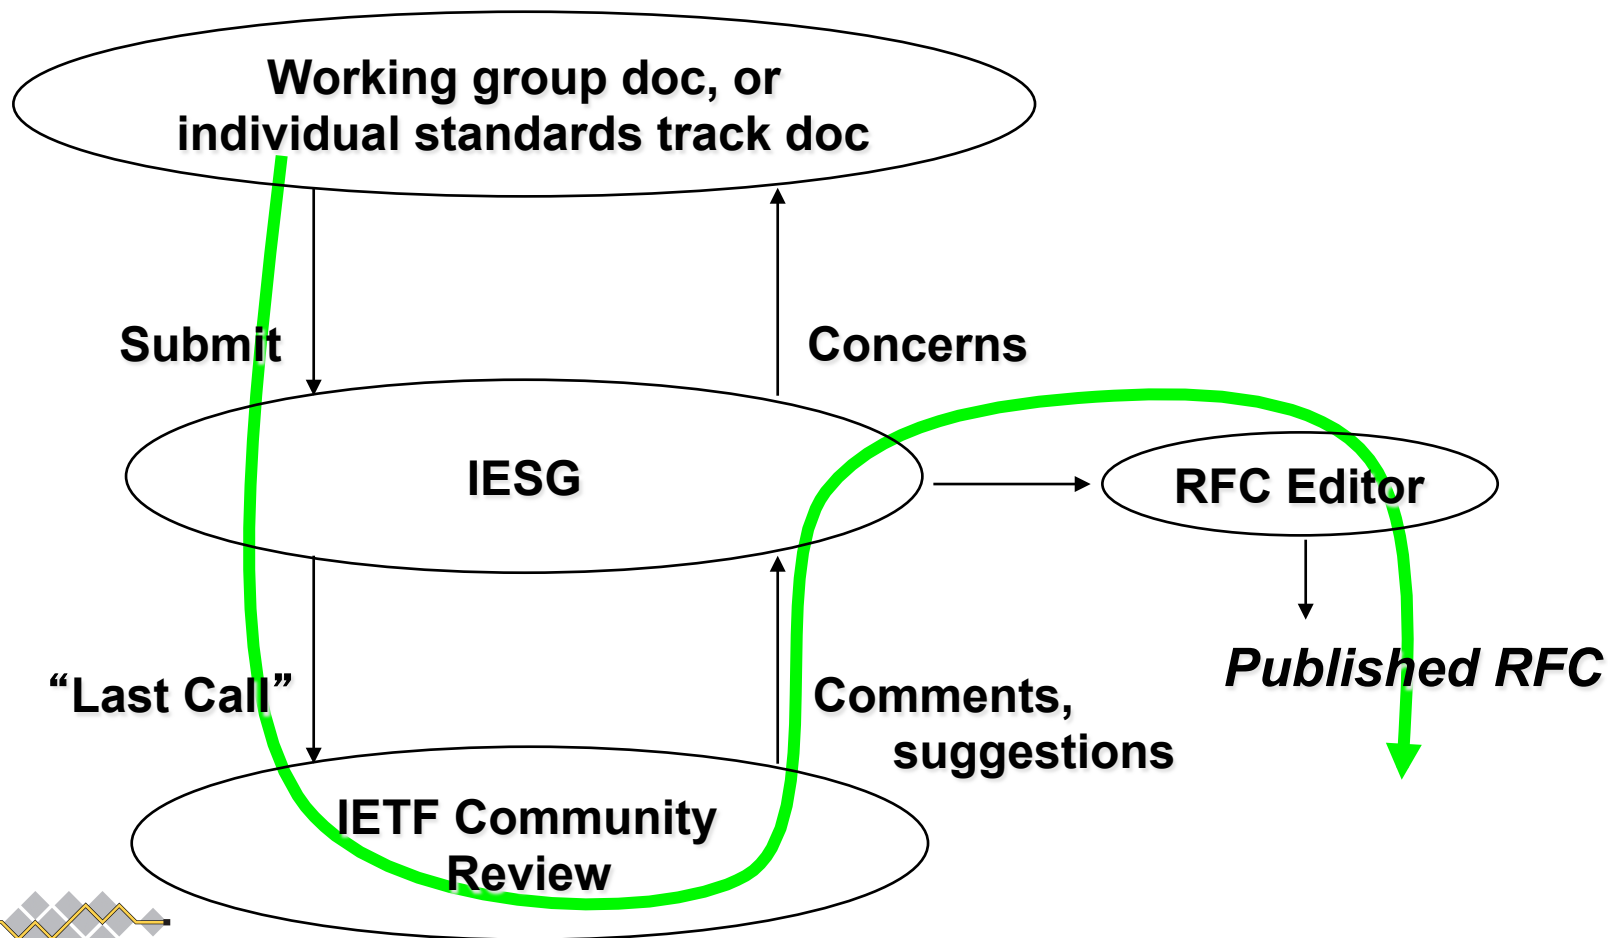 Working group doc, or
individual standards track doc
Submit
Concerns
IESG
RFC Editor
“Last Call”
Comments,
suggestions
Published RFC
IETF Community
Review